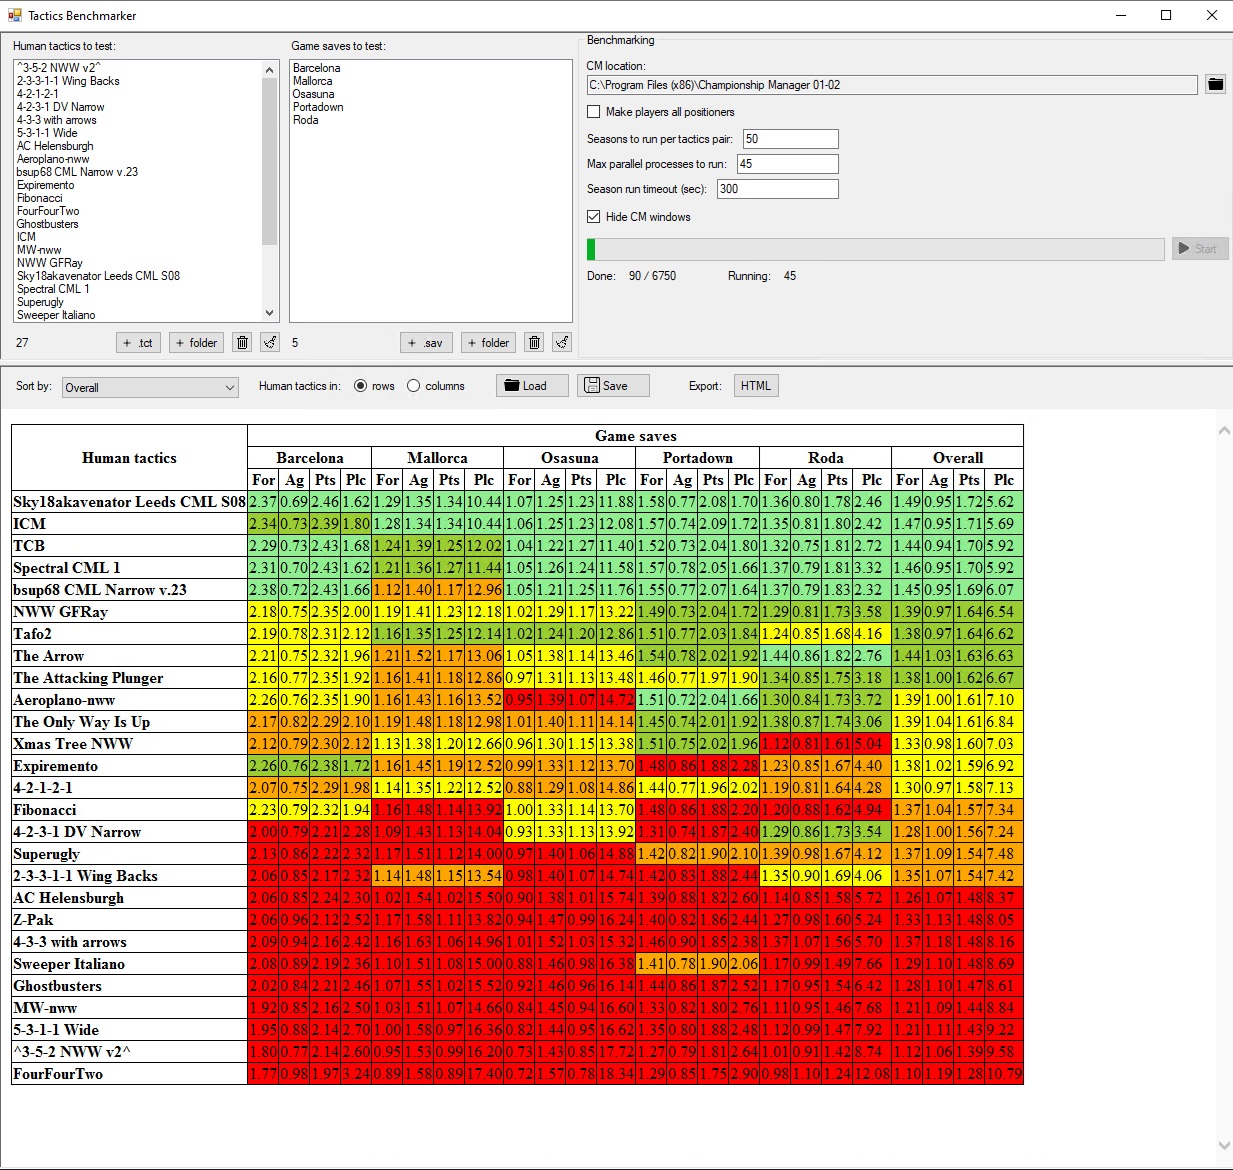 Tactics Benchmarker
Human tactics to test:
^3-5-2 NWW v2^
2-3-3-1-1 Wing Backs
4-2-1-2-1
4-2-3-1 DV Narrow
4-3-3 with arrows
5-3-1-1 Wide
AC Helensburgh
Aeroplano-nww
bsup68 CML Narrow v.23
Expiremento
Fibonacci
FourFourTwo
Ghostbusters
ICM
MW-nww
NWW GFRay
Sky18akavenator Leeds CML S08
Spectral CML 1
Superugly
Sweeper Italiano
27
+ .tct
+ folder
Game saves to test:
Barcelona
Mallorca
Osasuna
Portadown
Roda
5
+ .sav
+ folder
Benchmarking
CM location:
C:\Program Files (x86)\Championship Manager 01-02
Make players all positioners
Seasons to run per tactics pair: 50
Max parallel processes to run: 45
Season run timeout (sec): 300
Hide CM windows
Start
Done: 90 / 6750 Running: 45
Sort by: Overall Human tactics in: rows columns Load Save Export: HTML
Human tactics
Game saves
Barcelona Mallorca Osasuna Portadown Roda Overall
For Ag Pts Plc For Ag Pts Plc For Ag Pts Plc For Ag Pts Plc For Ag Pts Plc For Ag Pts Plc
Sky18akavenator Leeds CML S08 2.37 0.69 2.46 1.62 1.29 1.35 1.34 10.44 1.07 1.25 1.23 11.88 1.58 0.77 2.08 1.70 1.36 0.80 1.78 2.46 1.49 0.95 1.72 5.62
ICM 2.34 0.73 2.39 1.80 1.28 1.34 1.34 10.44 1.06 1.25 1.23 12.08 1.57 0.74 2.09 1.72 1.35 0.81 1.80 2.42 1.47 0.95 1.71 5.69
TCB 2.29 0.73 2.43 1.68 1.24 1.39 1.25 12.02 1.04 1.22 1.27 11.40 1.52 0.73 2.04 1.80 1.32 0.75 1.81 2.72 1.44 0.94 1.70 5.92
Spectral CML 1 2.31 0.70 2.43 1.62 1.21 1.36 1.27 11.44 1.05 1.26 1.24 11.58 1.57 0.78 2.05 1.66 1.37 0.79 1.81 3.32 1.46 0.95 1.70 5.92
bsup68 CML Narrow v.23 2.38 0.72 2.43 1.66 1.12 1.40 1.17 12.96 1.05 1.21 1.25 11.76 1.55 0.77 2.07 1.64 1.37 0.79 1.83 2.32 1.45 0.95 1.69 6.07
NWW GFRay 2.18 0.75 2.35 2.00 1.19 1.41 1.23 12.18 1.02 1.29 1.17 13.22 1.49 0.73 2.04 1.72 1.29 0.81 1.73 3.58 1.39 0.97 1.64 6.54
Tafo2 2.19 0.78 2.31 2.12 1.16 1.35 1.25 12.14 1.02 1.24 1.20 12.86 1.51 0.77 2.03 1.84 1.24 0.85 1.68 4.16 1.38 0.97 1.64 6.62
The Arrow 2.21 0.75 2.32 1.96 1.21 1.52 1.17 13.06 1.05 1.38 1.14 13.46 1.54 0.78 2.02 1.92 1.44 0.86 1.82 2.76 1.44 1.03 1.63 6.63
The Attacking Plunger 2.16 0.77 2.35 1.92 1.16 1.41 1.18 12.86 0.97 1.31 1.13 13.48 1.46 0.77 1.97 1.90 1.34 0.85 1.75 3.18 1.38 1.00 1.62 6.67
Aeroplano-nww 2.26 0.76 2.35 1.90 1.16 1.43 1.16 13.52 0.95 1.39 1.07 14.72 1.51 0.72 2.04 1.66 1.30 0.84 1.73 3.72 1.39 1.00 1.61 7.10
The Only Way Is Up 2.17 0.82 2.29 2.10 1.19 1.48 1.18 12.98 1.01 1.40 1.11 14.14 1.45 0.74 2.01 1.92 1.38 0.87 1.74 3.06 1.39 1.04 1.61 6.84
Xmas Tree NWW 2.12 0.79 2.30 2.12 1.13 1.38 1.20 12.66 0.96 1.30 1.15 13.38 1.51 0.75 2.02 1.96 1.12 0.81 1.61 5.04 1.33 0.98 1.60 7.03
Expiremento 2.26 0.76 2.38 1.72 1.16 1.45 1.19 12.52 0.99 1.33 1.12 13.70 1.48 0.86 1.88 2.28 1.23 0.85 1.67 4.40 1.38 1.02 1.59 6.92
4-2-1-2-1 2.07 0.75 2.29 1.98 1.14 1.35 1.22 12.52 0.88 1.29 1.08 14.86 1.44 0.77 1.96 2.02 1.19 0.81 1.64 4.28 1.30 0.97 1.58 7.13
Fibonacci 2.23 0.79 2.32 1.94 1.16 1.48 1.14 13.92 1.00 1.33 1.14 13.70 1.48 0.86 1.88 2.20 1.20 0.88 1.62 4.94 1.37 1.04 1.57 7.34
4-2-3-1 DV Narrow 2.00 0.79 2.21 2.28 1.09 1.43 1.13 14.04 0.93 1.33 1.13 13.92 1.31 0.74 1.87 2.40 1.29 0.86 1.73 3.54 1.28 1.00 1.56 7.24
Superugly 2.13 0.86 2.22 2.32 1.17 1.51 1.12 14.00 0.97 1.40 1.06 14.88 1.42 0.82 1.90 2.10 1.39 0.98 1.67 4.12 1.37 1.09 1.54 7.48
2-3-3-1-1 Wing Backs 2.06 0.85 2.17 2.32 1.14 1.48 1.15 13.54 0.98 1.40 1.07 14.74 1.42 0.83 1.88 2.44 1.35 0.90 1.69 4.06 1.35 1.07 1.54 7.42
AC Helensburgh 2.06 0.85 2.24 2.30 1.02 1.54 1.02 15.50 0.90 1.38 1.01 15.74 1.39 0.88 1.82 2.60 1.14 0.85 1.58 5.72 1.26 1.07 1.48 8.37
Z-Pak 2.06 0.96 2.12 2.52 1.17 1.58 1.11 13.82 0.94 1.47 0.99 16.24 1.40 0.82 1.86 2.44 1.27 0.98 1.60 5.24 1.33 1.13 1.48 8.05
4-3-3 with arrows 2.09 0.94 2.16 2.42 1.16 1.63 1.06 14.96 1.01 1.52 1.03 15.32 1.46 0.90 1.85 2.38 1.37 1.07 1.56 5.70 1.37 1.18 1.48 8.16
Sweeper Italiano 2.08 0.89 2.19 2.36 1.10 1.51 1.08 15.00 0.88 1.46 0.98 16.38 1.41 0.78 1.90 2.06 1.17 0.99 1.49 7.66 1.29 1.10 1.48 8.69
Ghostbusters 2.02 0.84 2.21 2.46 1.07 1.55 1.02 15.52 0.92 1.46 0.96 16.14 1.44 0.86 1.87 2.52 1.17 0.95 1.54 6.42 1.28 1.10 1.47 8.61
MW-nww 1.92 0.85 2.16 2.50 1.03 1.51 1.07 14.66 0.84 1.45 0.94 16.60 1.33 0.82 1.80 2.76 1.11 0.95 1.46 7.68 1.21 1.09 1.44 8.84
5-3-1-1 Wide 1.95 0.88 2.14 2.70 1.00 1.58 0.97 16.36 0.82 1.44 0.95 16.62 1.35 0.80 1.88 2.48 1.12 0.99 1.47 7.92 1.21 1.11 1.43 9.22
^3-5-2 NWW v2^ 1.80 0.77 2.14 2.60 0.95 1.53 0.99 16.20 0.73 1.43 0.85 17.72 1.27 0.79 1.81 2.64 1.01 0.91 1.42 8.74 1.12 1.06 1.39 9.58
FourFourTwo 1.77 0.98 1.97 3.24 0.89 1.58 0.89 17.40 0.72 1.57 0.78 18.34 1.29 0.85 1.75 2.90 0.98 1.10 1.24 12.08 1.10 1.19 1.28 10.79